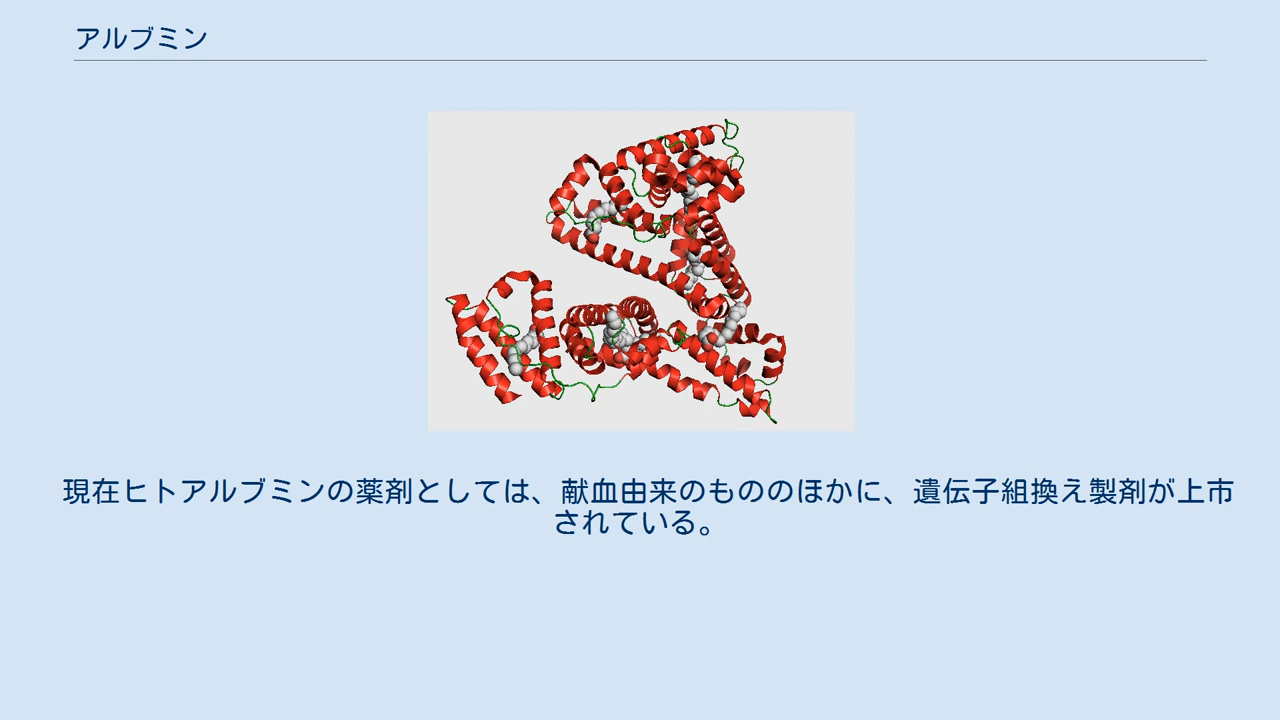 アルブミン
現在ヒトアルブミンの薬剤としては、献血由来のもののほかに、遺伝子組換え製剤が上市
されている。